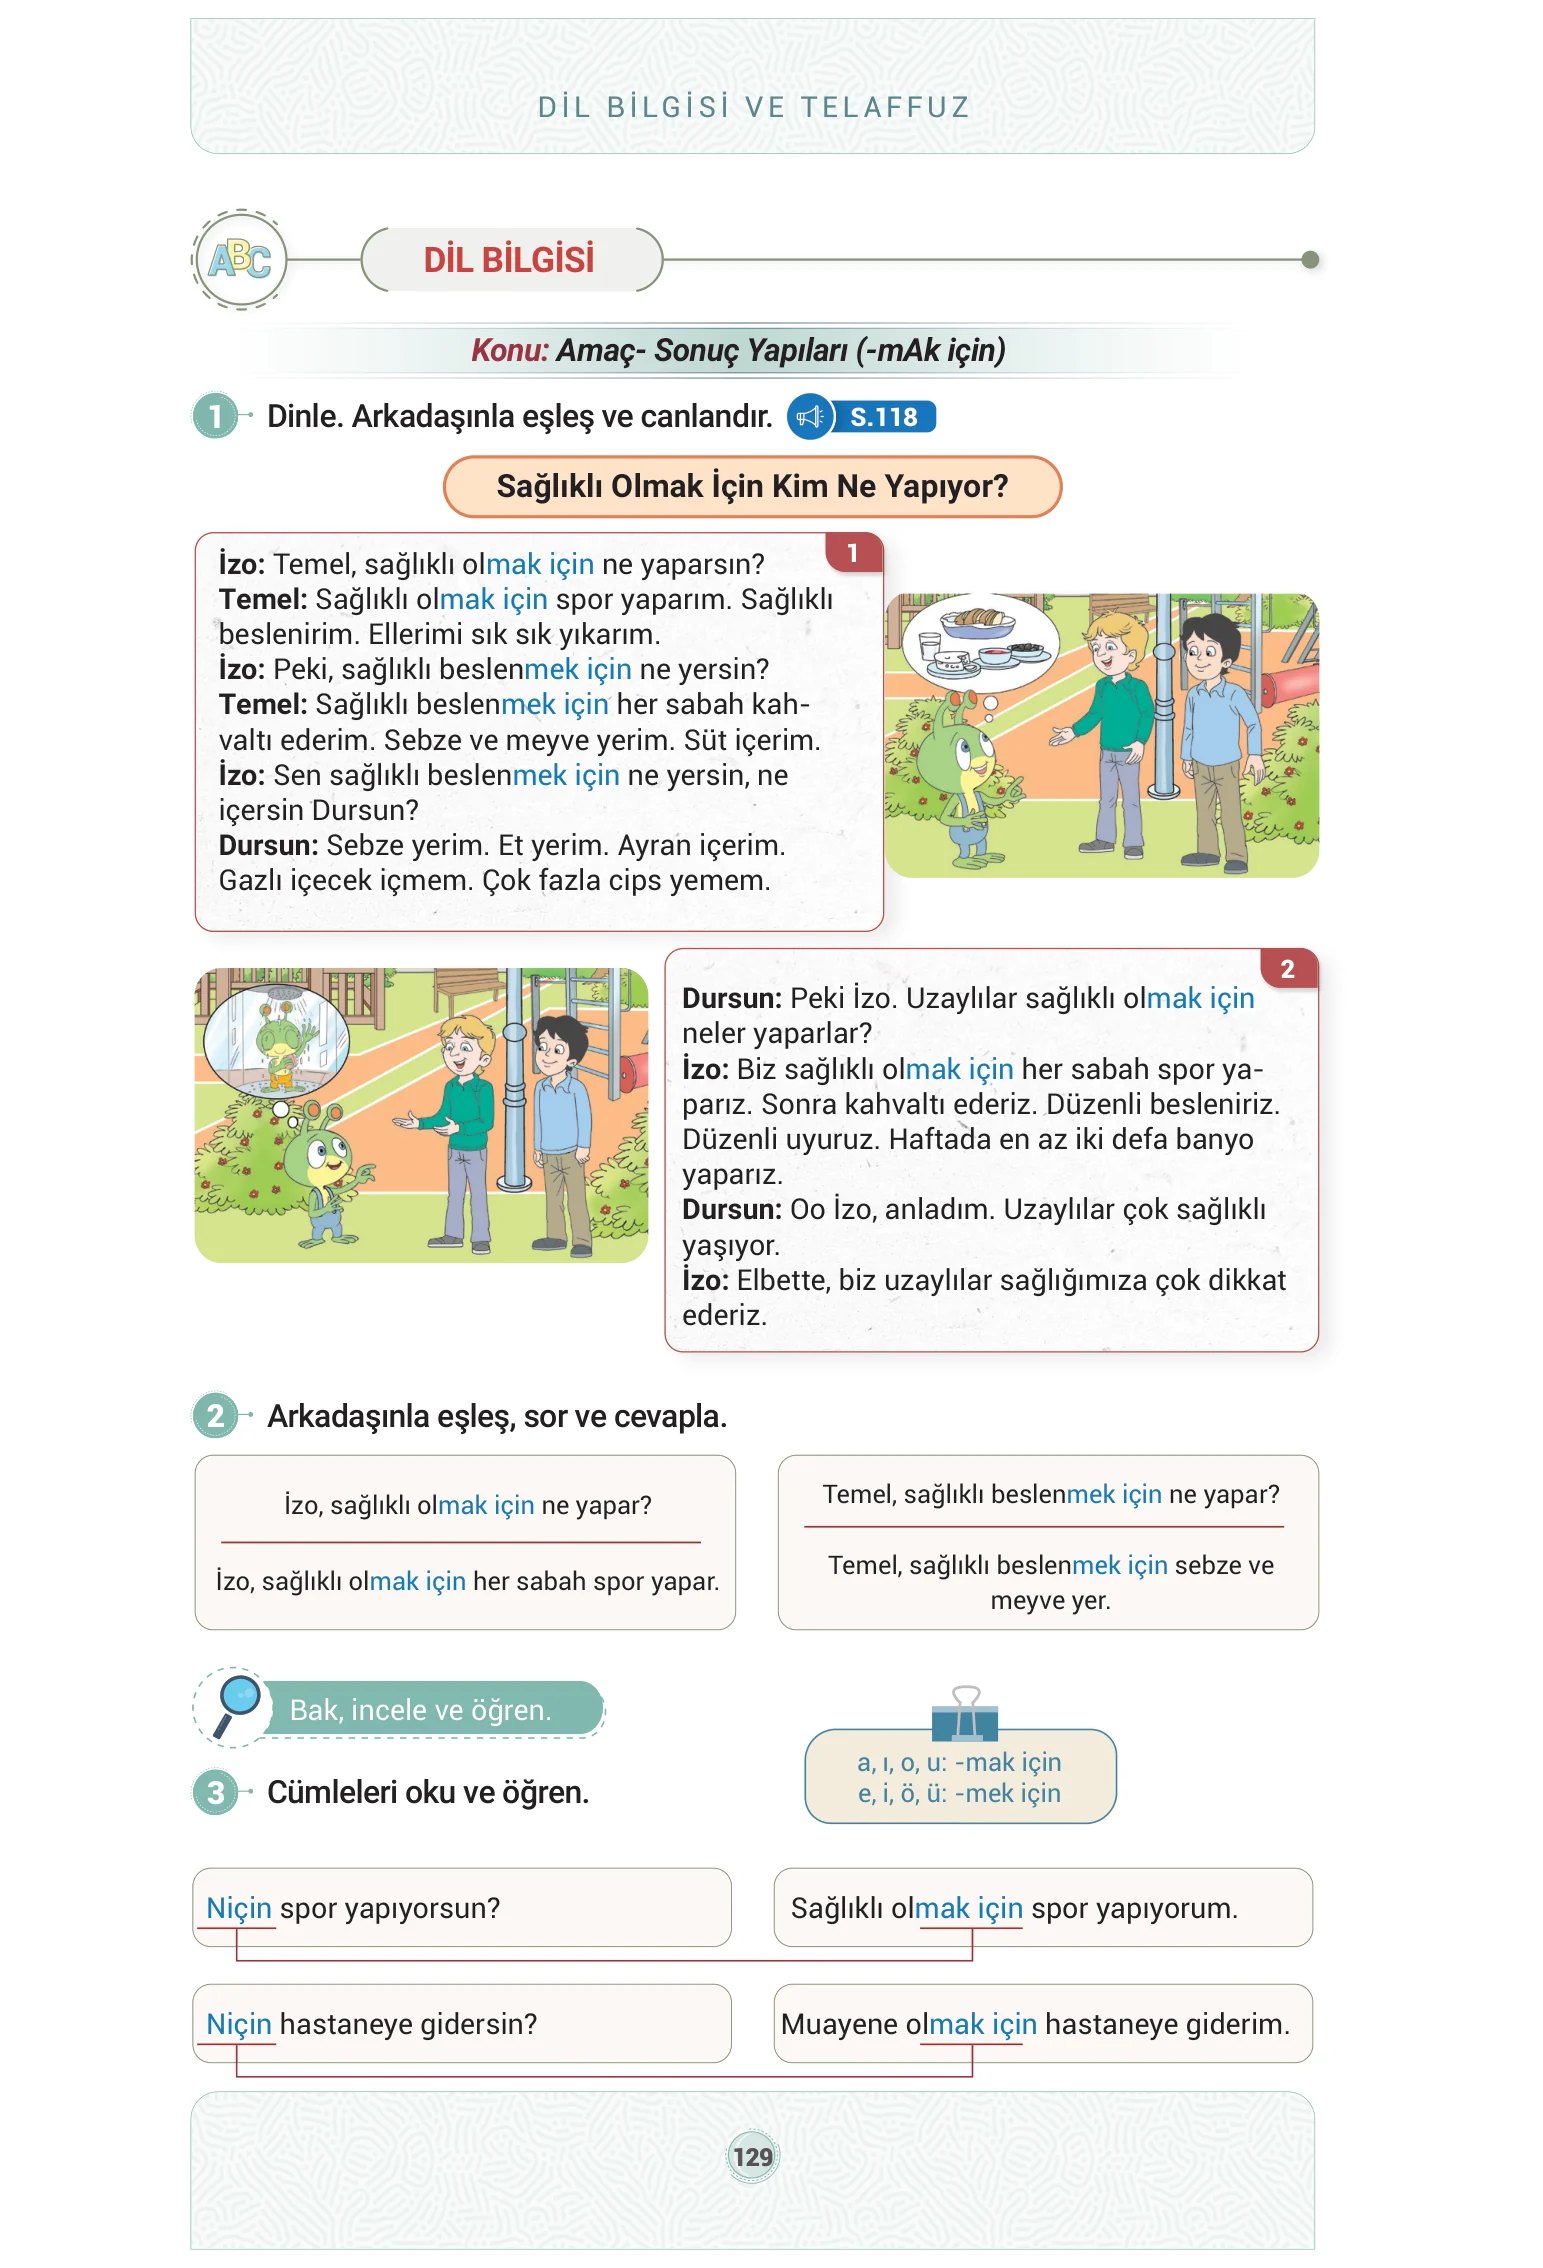 DİL BİLGİSİ VE TELAFFUZ
ABC
DİL BİLGİSİ
Konu: Amaç- Sonuç Yapıları (-mAk için)
1 Dinle. Arkadaşınla eşleş ve canlandır. S.118
Sağlıklı Olmak İçin Kim Ne Yapıyor?
1
İzo: Temel, sağlıklı olmak için ne yaparsın?
Temel: Sağlıklı olmak için spor yaparım. Sağlıklı
beslenirim. Ellerimi sık sık yıkarım.
İzo: Peki, sağlıklı beslenmek için ne yersin?
Temel: Sağlıklı beslenmek için her sabah kah-
valtı ederim. Sebze ve meyve yerim. Süt içerim.
İzo: Sen sağlıklı beslenmek için ne yersin, ne
içersin Dursun?
Dursun: Sebze yerim. Et yerim. Ayran içerim.
Gazlı içecek içmem. Çok fazla cips yemem.
2
Dursun: Peki İzo. Uzaylılar sağlıklı olmak için
neler yaparlar?
İzo: Biz sağlıklı olmak için her sabah spor ya-
parız. Sonra kahvaltı ederiz. Düzenli besleniriz.
Düzenli uyuruz. Haftada en az iki defa banyo
yaparız.
Dursun: Oo İzo, anladım. Uzaylılar çok sağlıklı
yaşıyor.
İzo: Elbette, biz uzaylılar sağlığımıza çok dikkat
ederiz.
2 Arkadaşınla eşleş, sor ve cevapla.
İzo, sağlıklı olmak için ne yapar?
İzo, sağlıklı olmak için her sabah spor yapar.
Temel, sağlıklı beslenmek için ne yapar?
Temel, sağlıklı beslenmek için sebze ve
meyve yer.
Bak, incele ve öğren.
a, ı, o, u: -mak için
e, i, ö, ü: -mek için
3 Cümleleri oku ve öğren.
Niçin spor yapıyorsun?
Sağlıklı olmak için spor yapıyorum.
Niçin hastaneye gidersin?
Muayene olmak için hastaneye giderim.
129